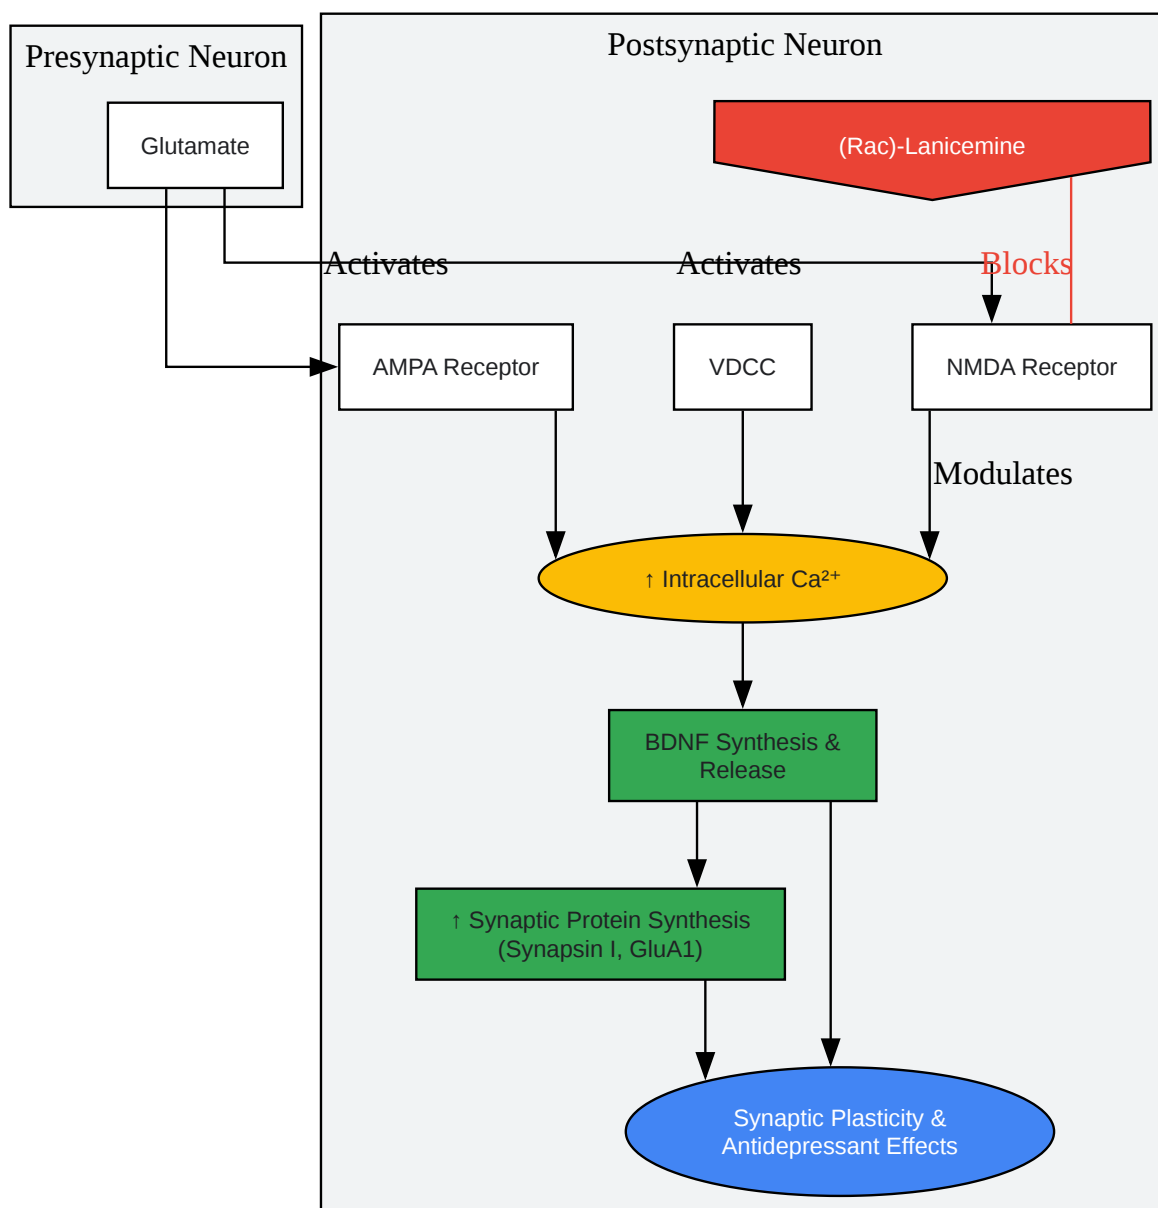 Presynaptic Neuron
Postsynaptic Neuron
Glutamate
(Rac)-Lanicemine
Activates
Activates
Blocks
AMPA Receptor
VDCC
NMDA Receptor
Modulates
↑ Intracellular Ca²⁺
BDNF Synthesis &
Release
↑ Synaptic Protein Synthesis
(Synapsin I, GluA1)
Synaptic Plasticity &
Antidepressant Effects